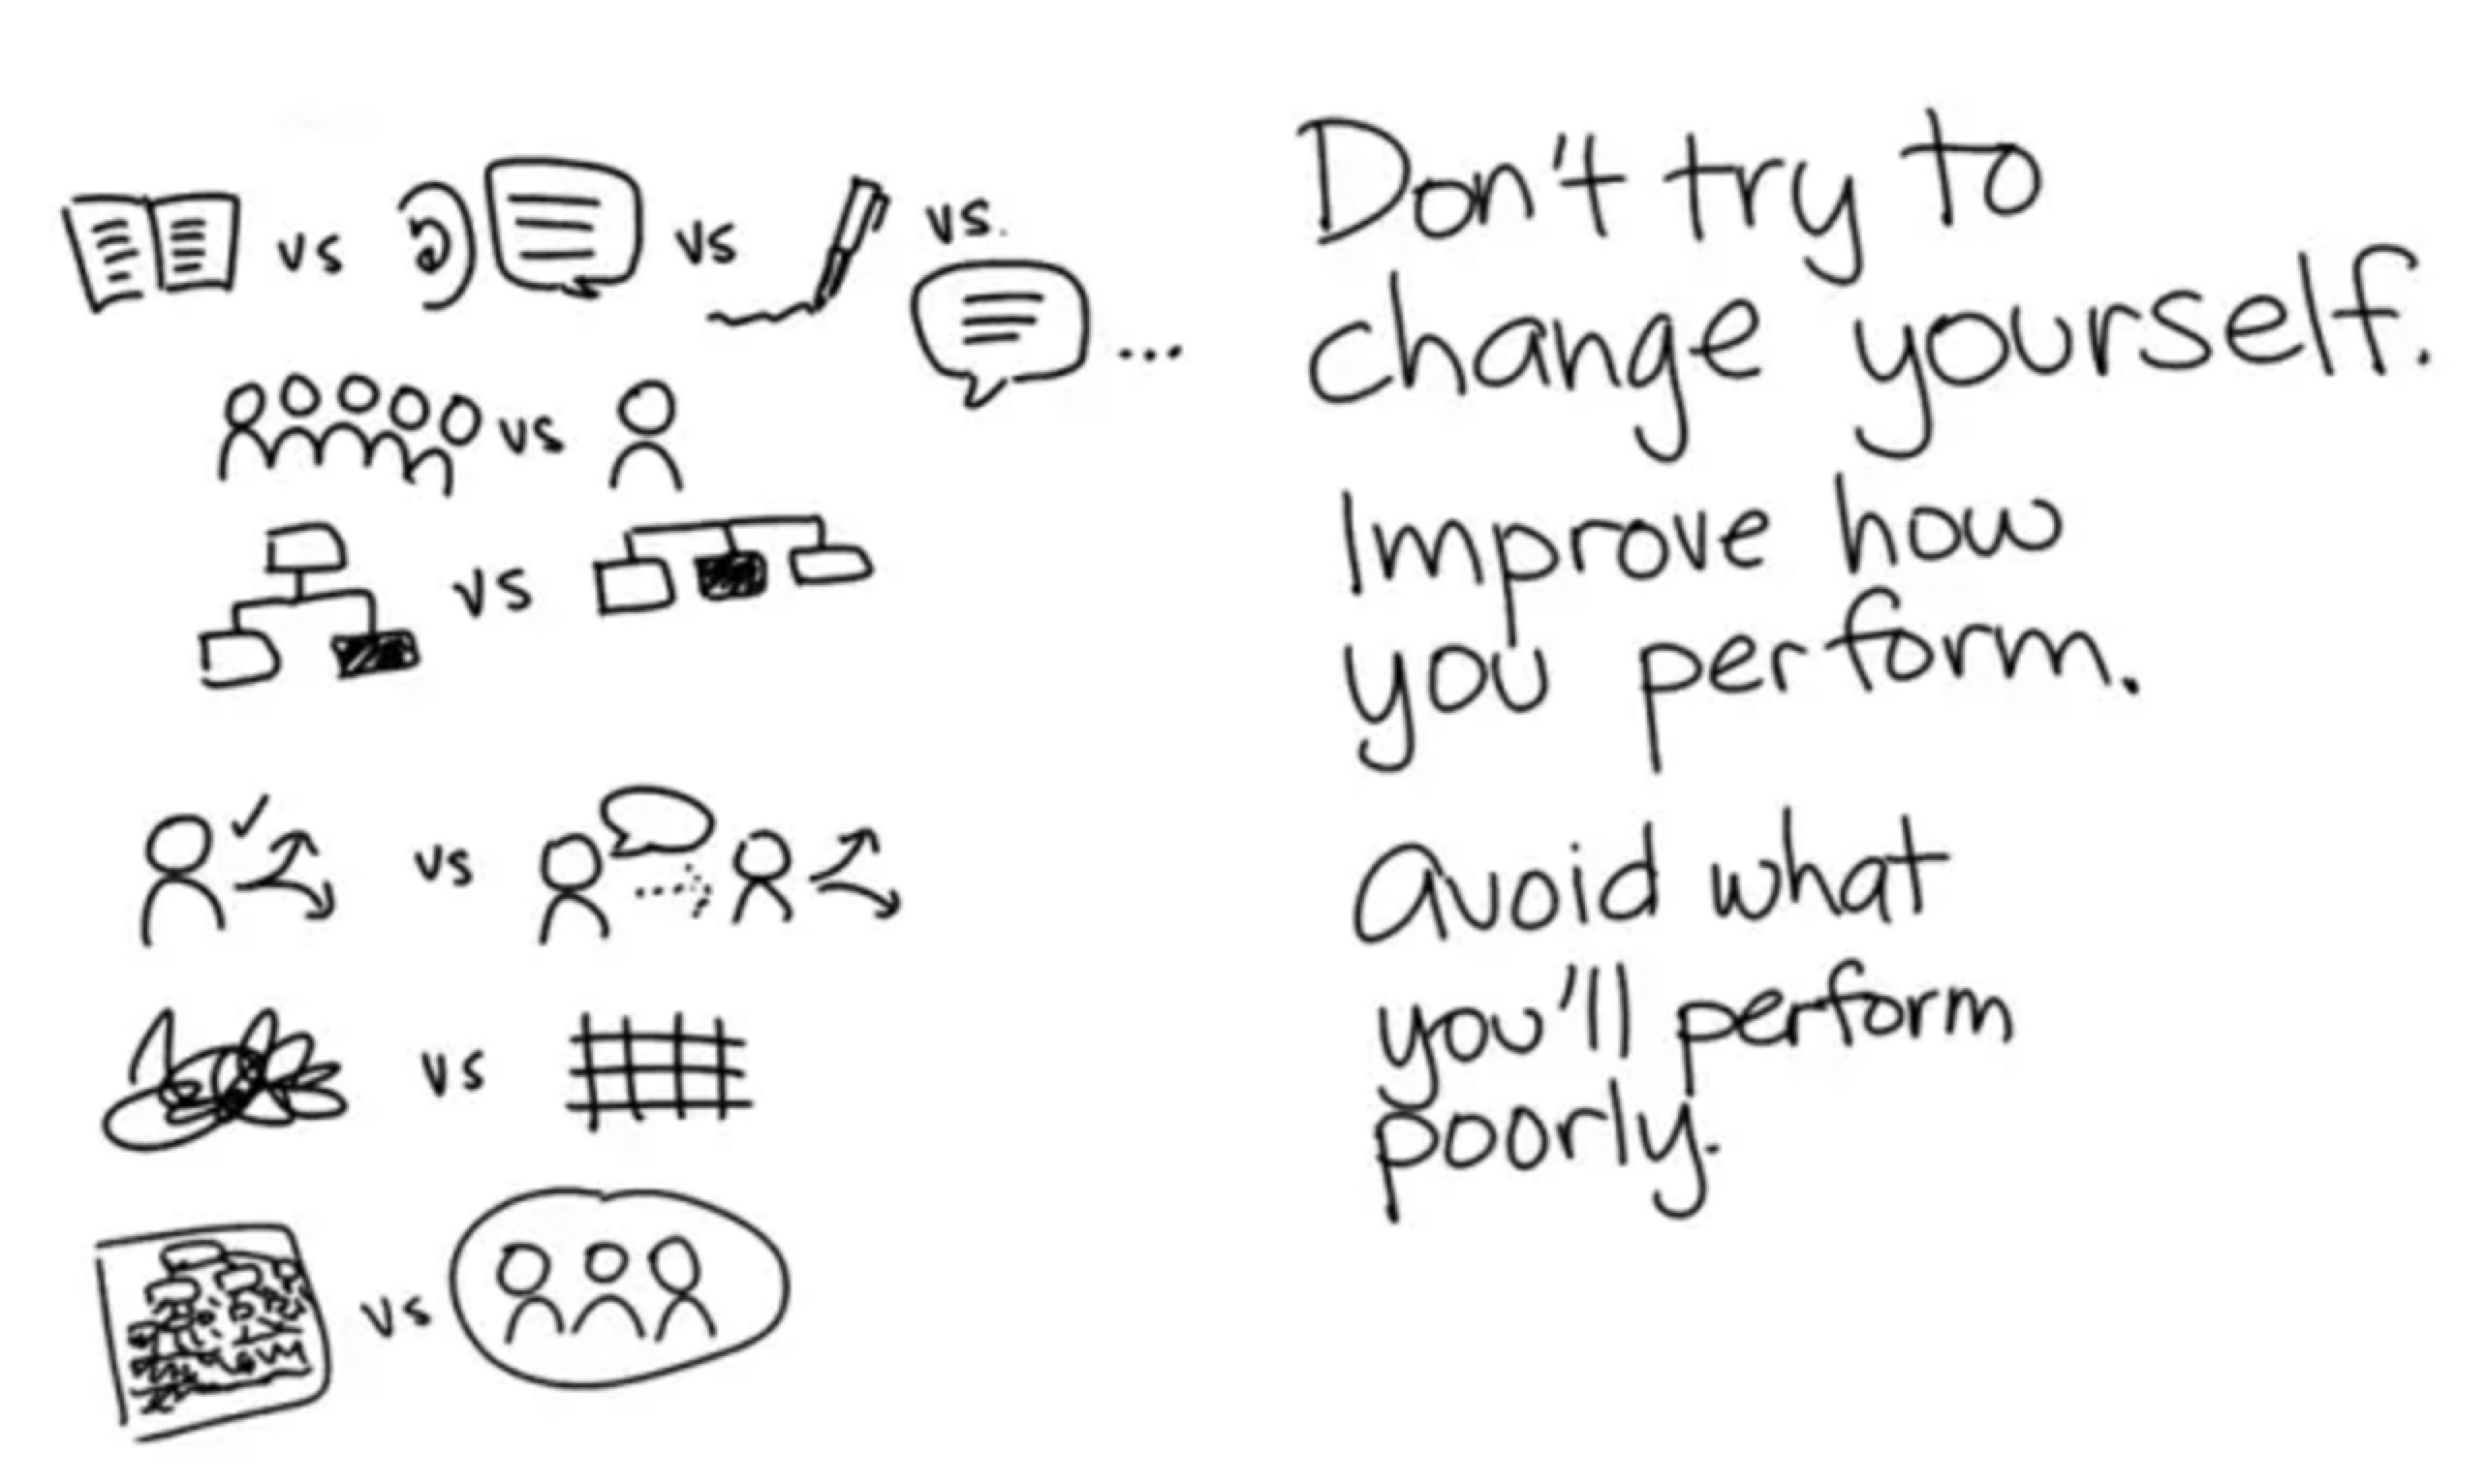 vs vs vs.
vs
vs
vs
vs
vs
Don't try to
change yourself.
Improve how
you perform.
Avoid what
you'll perform
poorly.